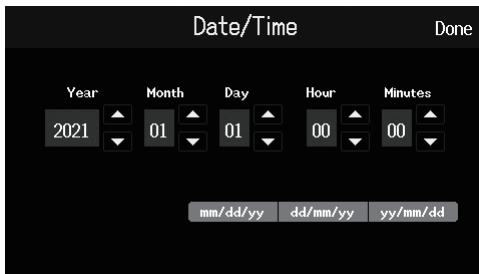 Date/Time Done
Year Month Day Hour Minutes
2021 01 01 00 00
mm/dd/yy dd/mm/yy yy/mm/dd